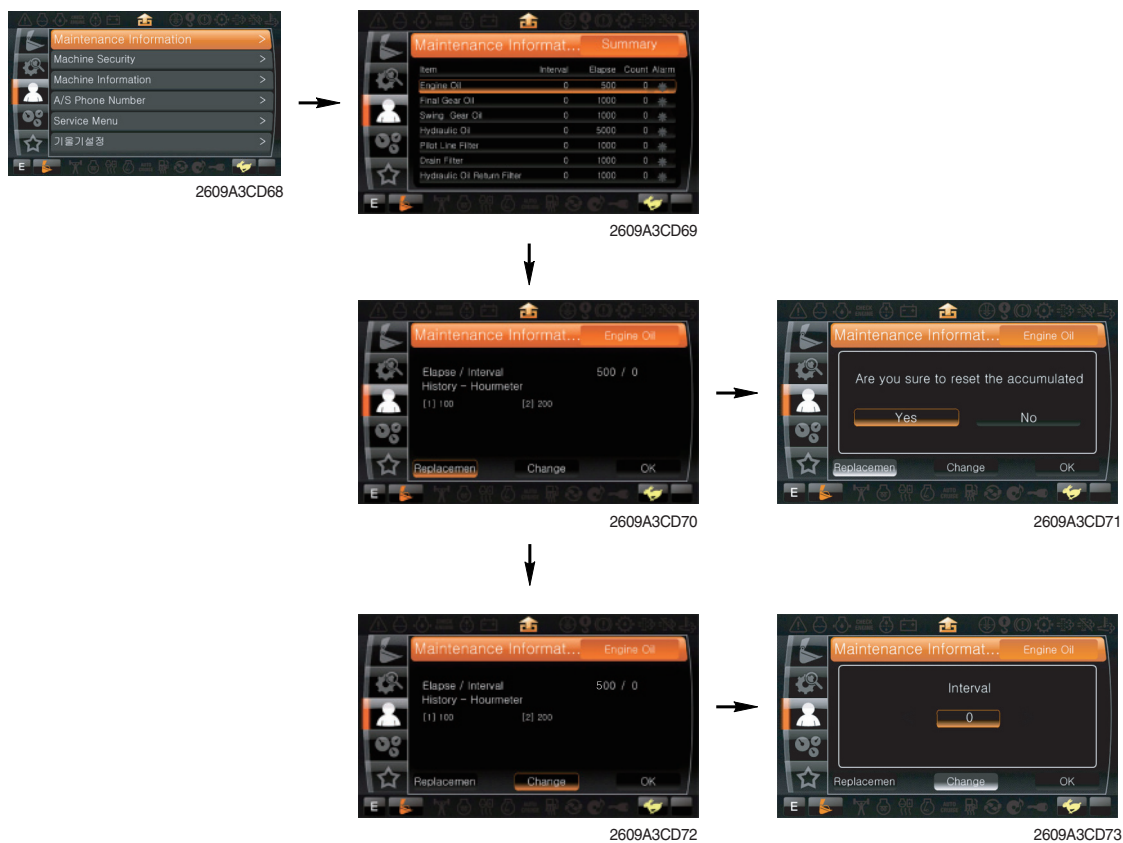 Maintenance Information >
Machine Security >
Machine Information >
A/S Phone Number >
Service Menu >
기울기설정 >
E
2609A3CD68
Maintenance Informat... Summary
Item Interval Elapse Count Alarm
Engine Oil 0 500 0
Final Gear Oil 0 1000 0
Swing Gear Oil 0 1000 0
Hydraulic Oil 0 5000 0
Pilot Line Filter 0 1000 0
Drain Filter 0 1000 0
Hydraulic Oil Return Filter 0 1000 0
E
2609A3CD69
Maintenance Informat... Engine Oil
Elapse / Interval 500 / 0
History - Hourmeter
[1] 100 [2] 200
Replacemen Change OK
E
2609A3CD70
Maintenance Informat... Engine Oil
Are you sure to reset the accumulated
Yes No
Replacemen Change OK
E
2609A3CD71
Maintenance Informat... Engine Oil
Elapse / Interval 500 / 0
History - Hourmeter
[1] 100 [2] 200
Replacemen Change OK
E
2609A3CD72
Maintenance Informat... Engine Oil
Interval
0
Replacemen Change OK
E
2609A3CD73